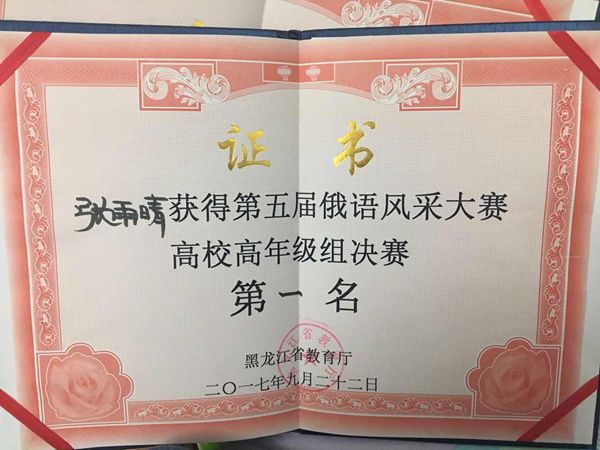 证书
张雨晴获得第五届俄语风采大赛
高校高年级组决赛
第一名
黑龙江省教育厅
二〇一七年九月二十二日